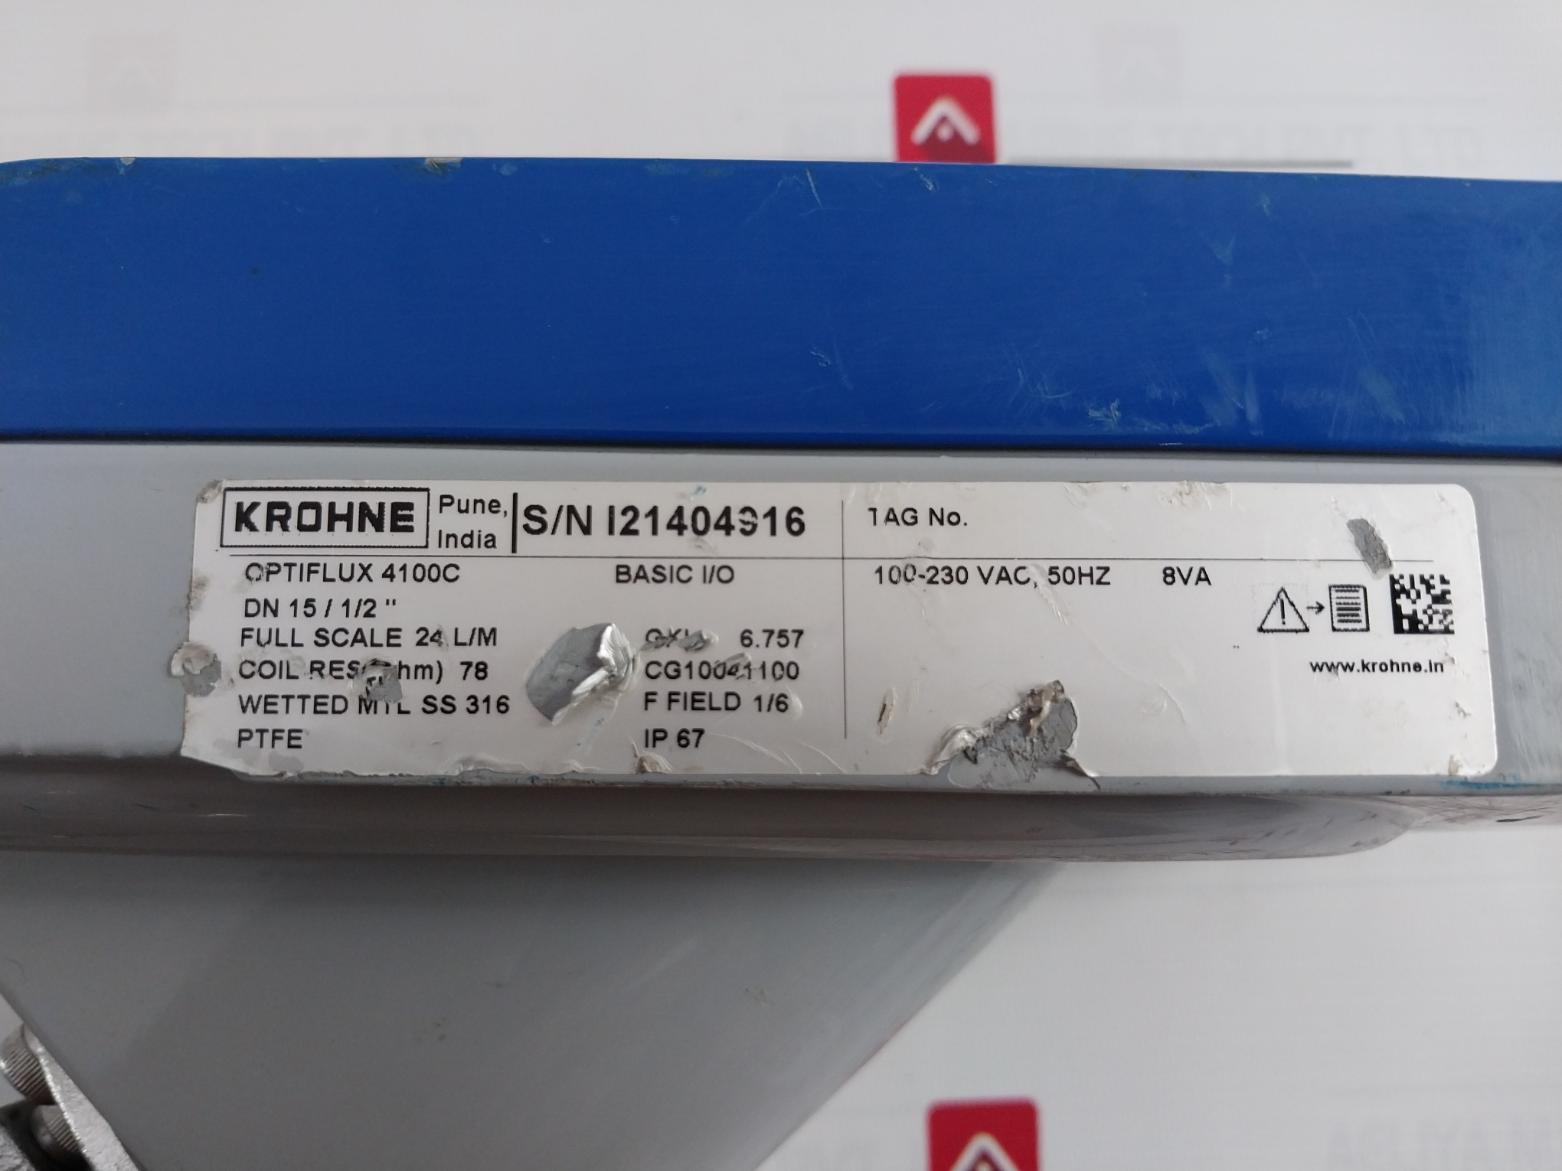 KROHNE Pune, India S/N I21404916 TAG No.
OPTIFLUX 4100C BASIC I/O 100-230 VAC, 50HZ 8VA
DN 15 / 1/2 "
FULL SCALE 24 L/M 6.757
COIL RES(ohm) 78 CG10041100 www.krohne.in
WETTED MTL SS 316 F FIELD 1/6
PTFE IP 67